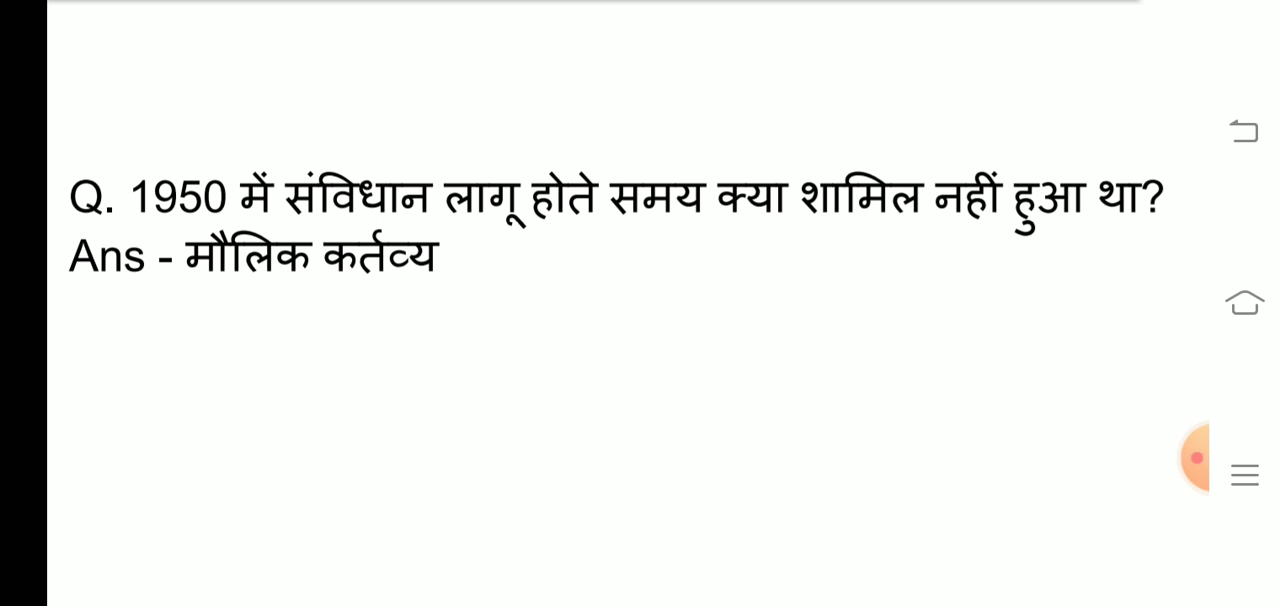 Q. 1950 में संविधान लागू होते समय क्या शामिल नहीं हुआ था?
Ans - मौलिक कर्तव्य